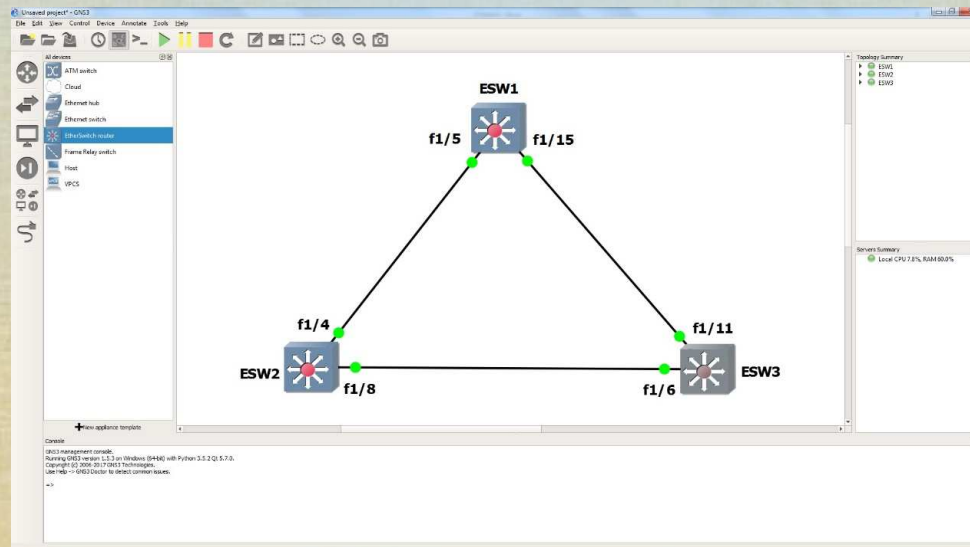 Unsaved project* - GNS3
File Edit View Control Device Annotate Tools Help
All devices
ATM switch
Cloud
Ethernet hub
Ethernet switch
EtherSwitch router
Frame Relay switch
Host
VPCS
New appliance template
ESW1
f1/5
f1/15
f1/4
f1/11
ESW2
ESW3
f1/8
f1/6
Topology Summary
ESW1
ESW2
ESW3
Servers Summary
Local CPU 7.8%, RAM 60.0%
Console
GNS3 management console.
Running GNS3 version 1.5.3 on Windows (64-bit) with Python 3.5.2 Qt 5.7.0.
Copyright (c) 2006-2017 GNS3 Technologies.
Use Help -> GNS3 Doctor to detect common issues.
=>